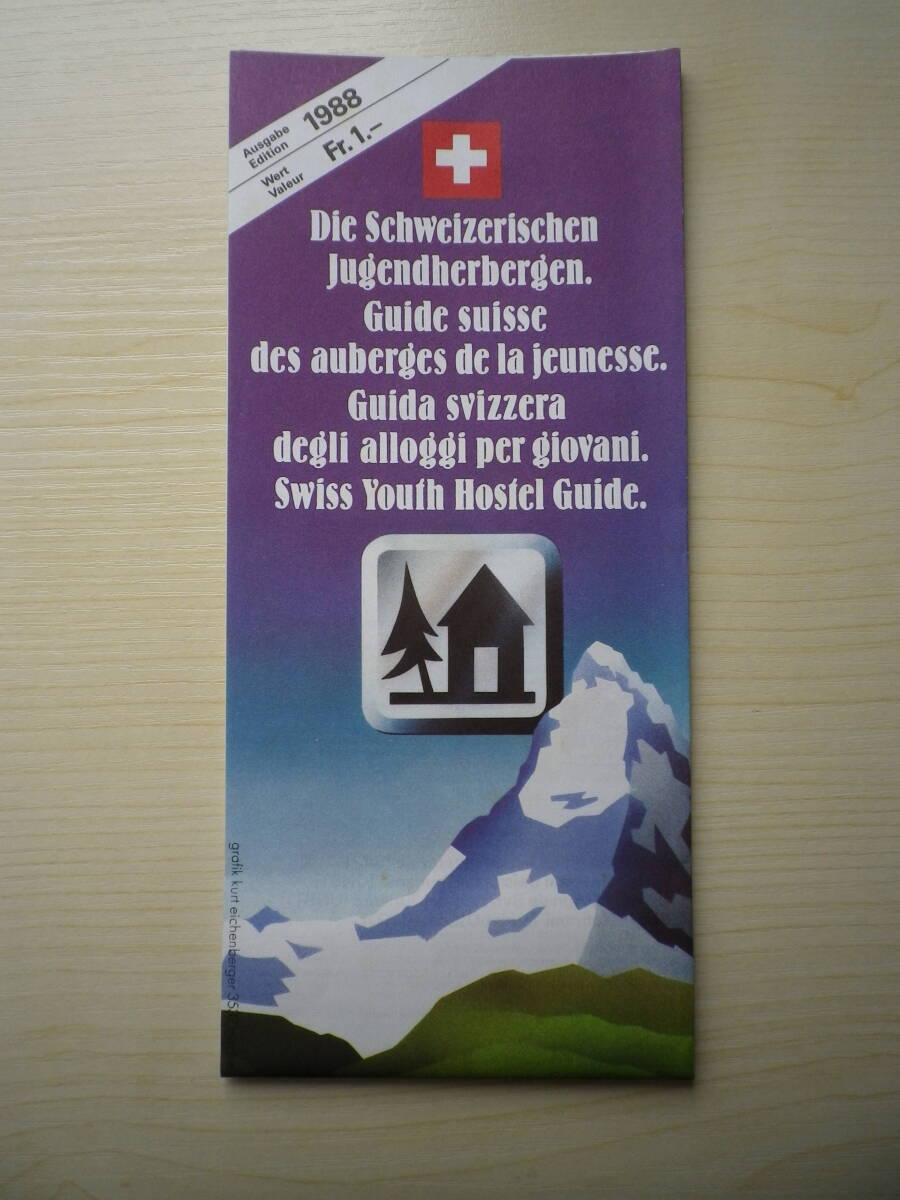 Ausgabe
Edition 1988
Wert
Valeur Fr. 1.–
Die Schweizerischen
Jugendherbergen.
Guide suisse
des auberges de la jeunesse.
Guida svizzera
degli alloggi per giovani.
Swiss Youth Hostel Guide.
grafik kurt eichenberger